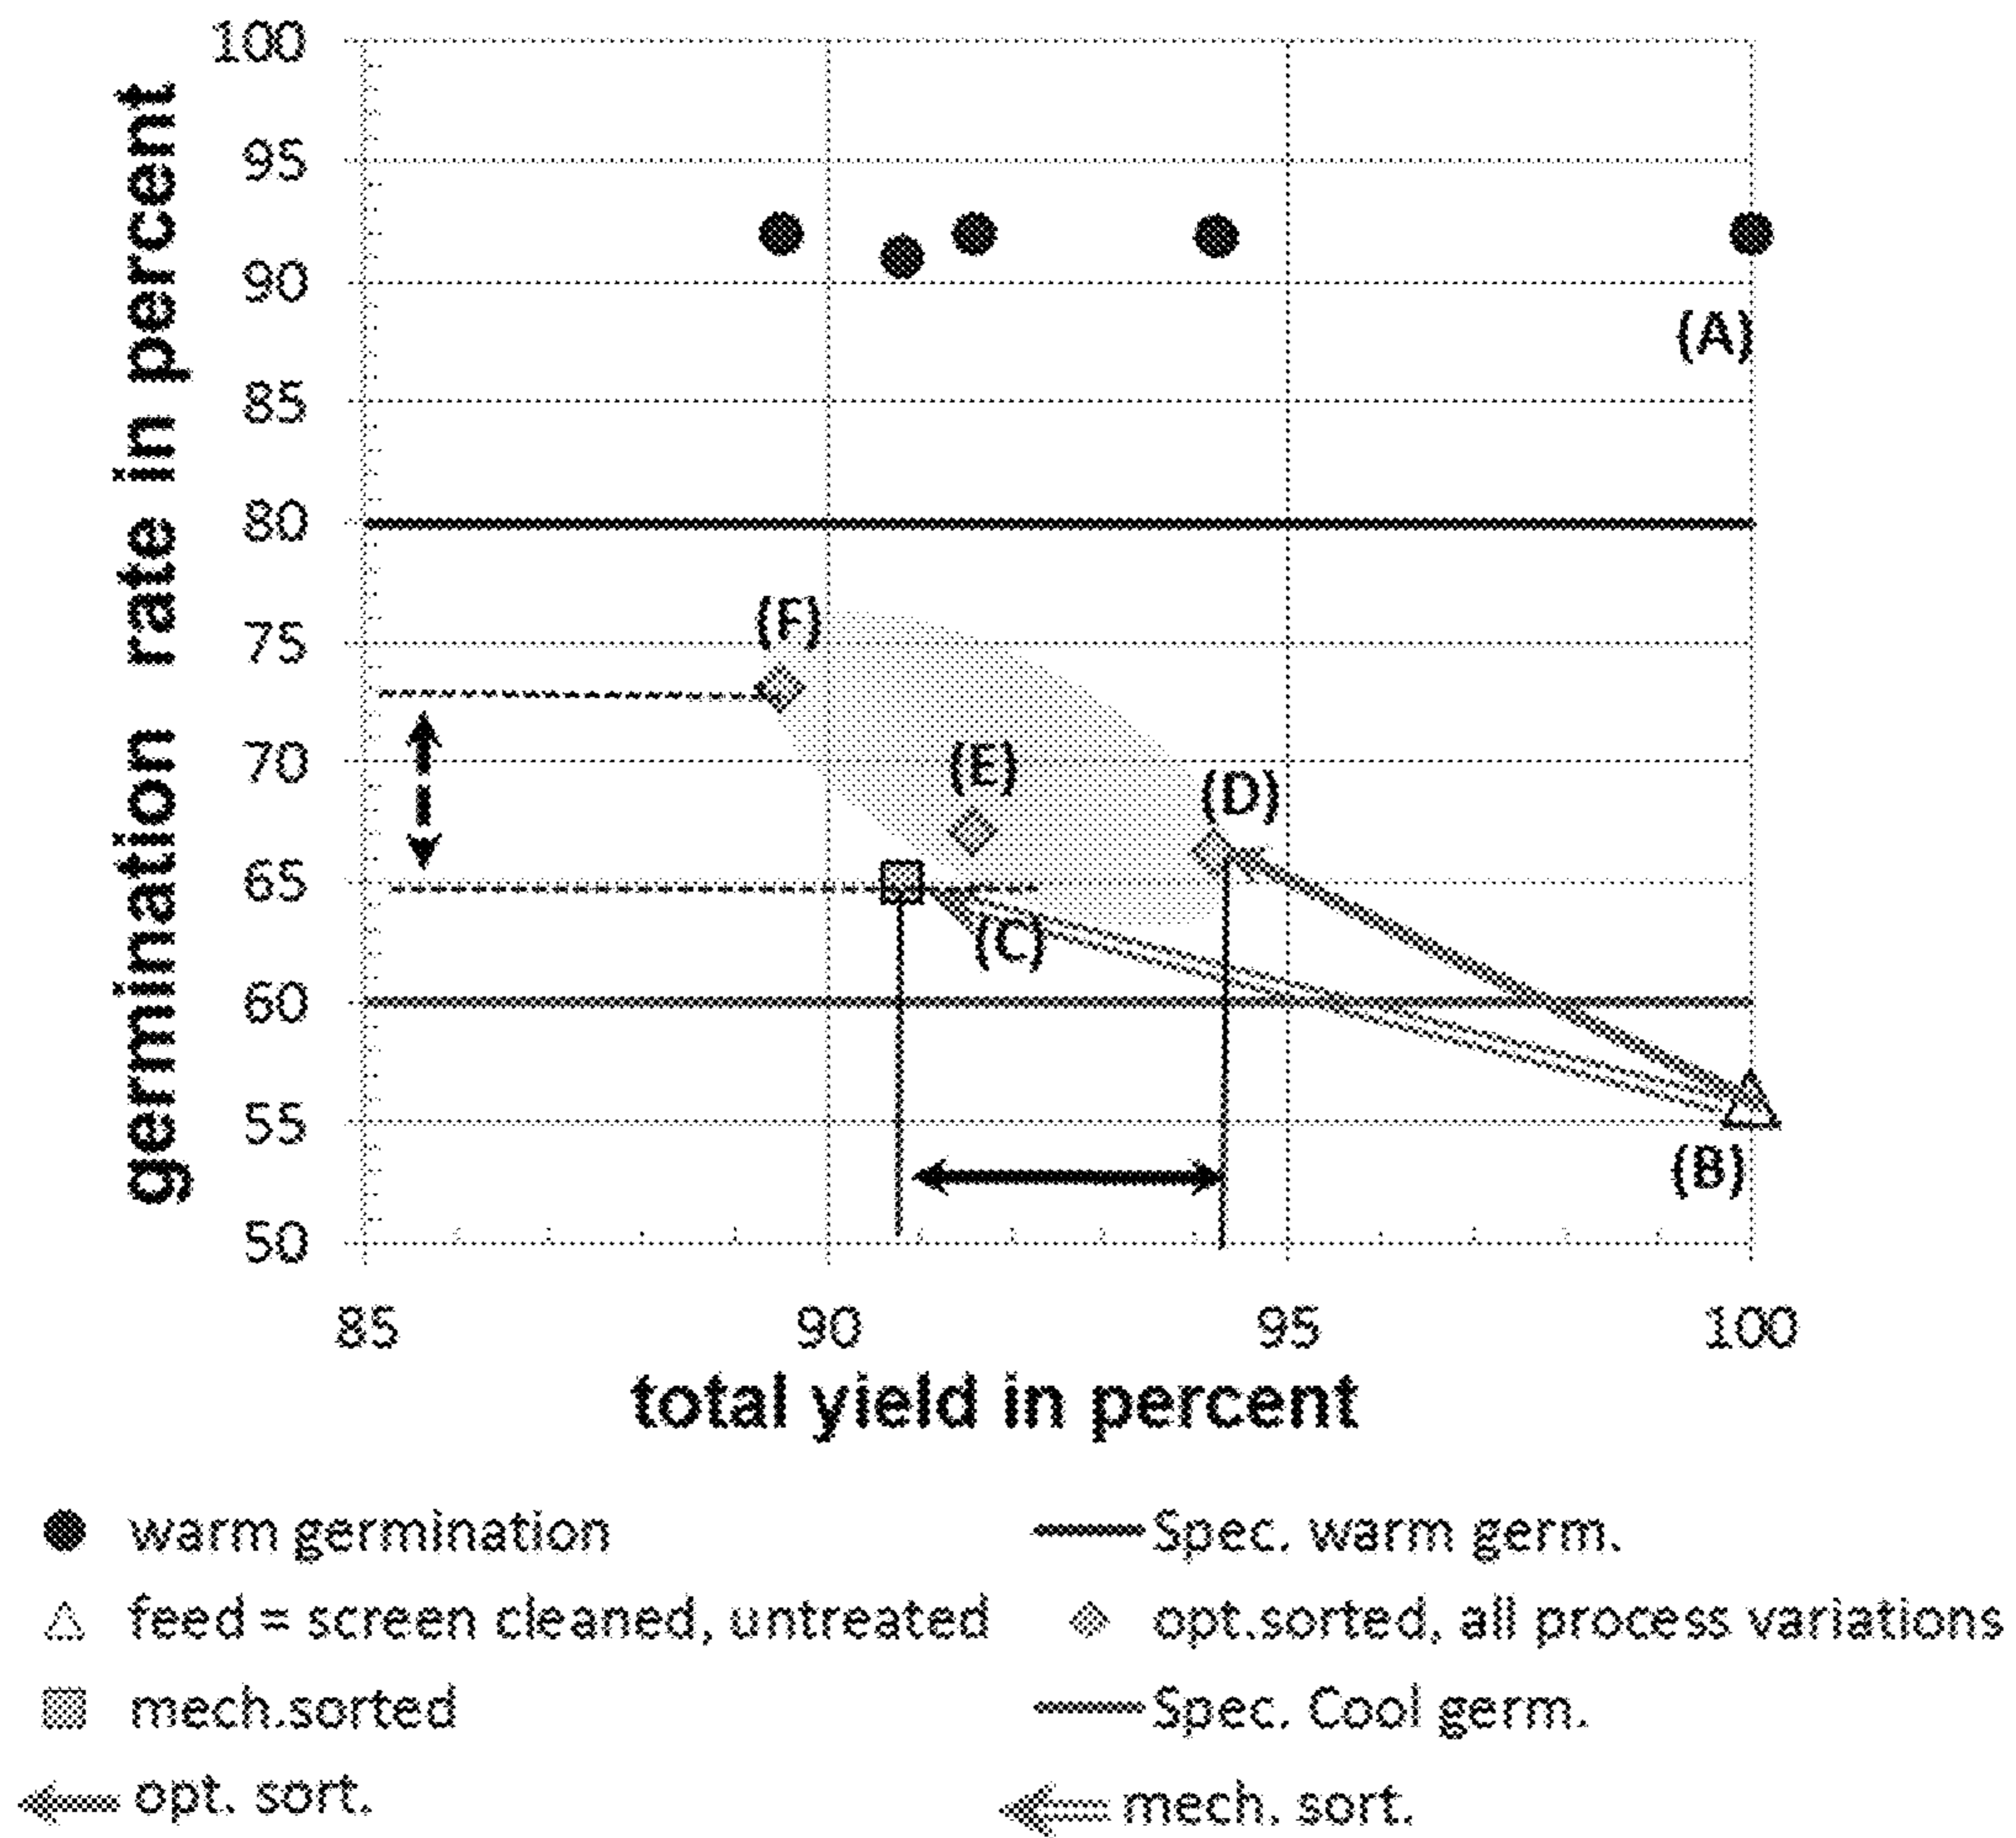 100
95
90
(A)
85
80
(F)
75
70
(E)
(D)
65
(C)
60
55
(B)
50
germination rate in percent
85 90 95 100
total yield in percent
warm germination
Spec. warm germ.
feed = screen cleaned, untreated
opt.sorted, all process variations
mech.sorted
Spec. Cool germ.
opt. sort.
mech. sort.